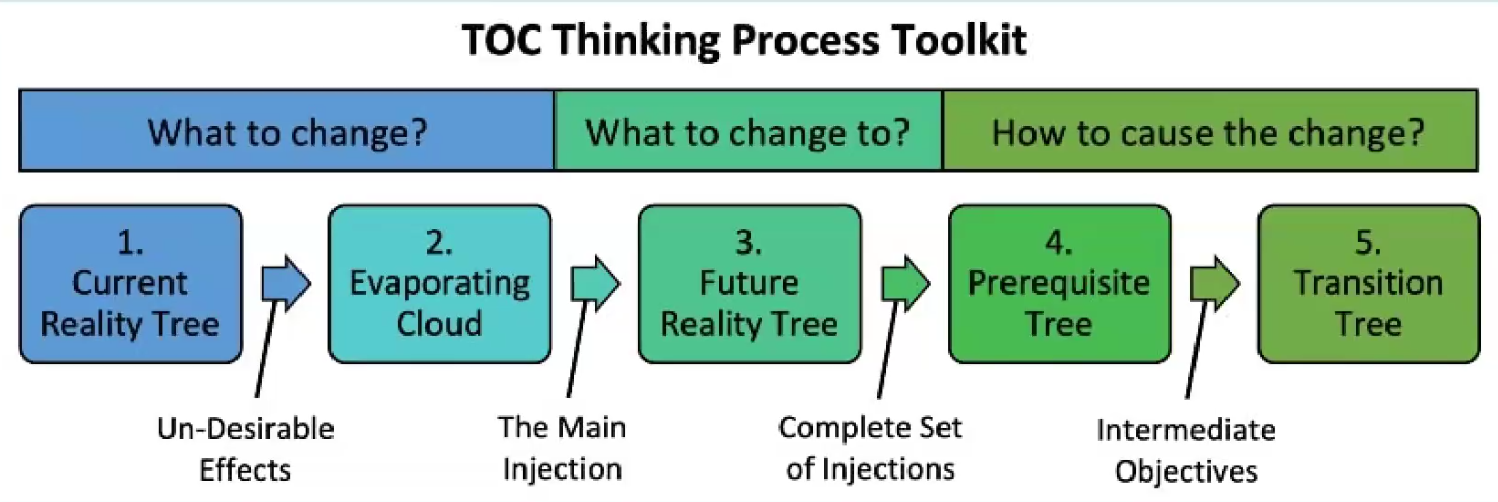 TOC Thinking Process Toolkit
What to change?
What to change to?
How to cause the change?
1.
Current
Reality Tree
2.
Evaporating
Cloud
3.
Future
Reality Tree
4.
Prerequisite
Tree
5.
Transition
Tree
Un-Desirable
Effects
The Main
Injection
Complete Set
of Injections
Intermediate
Objectives